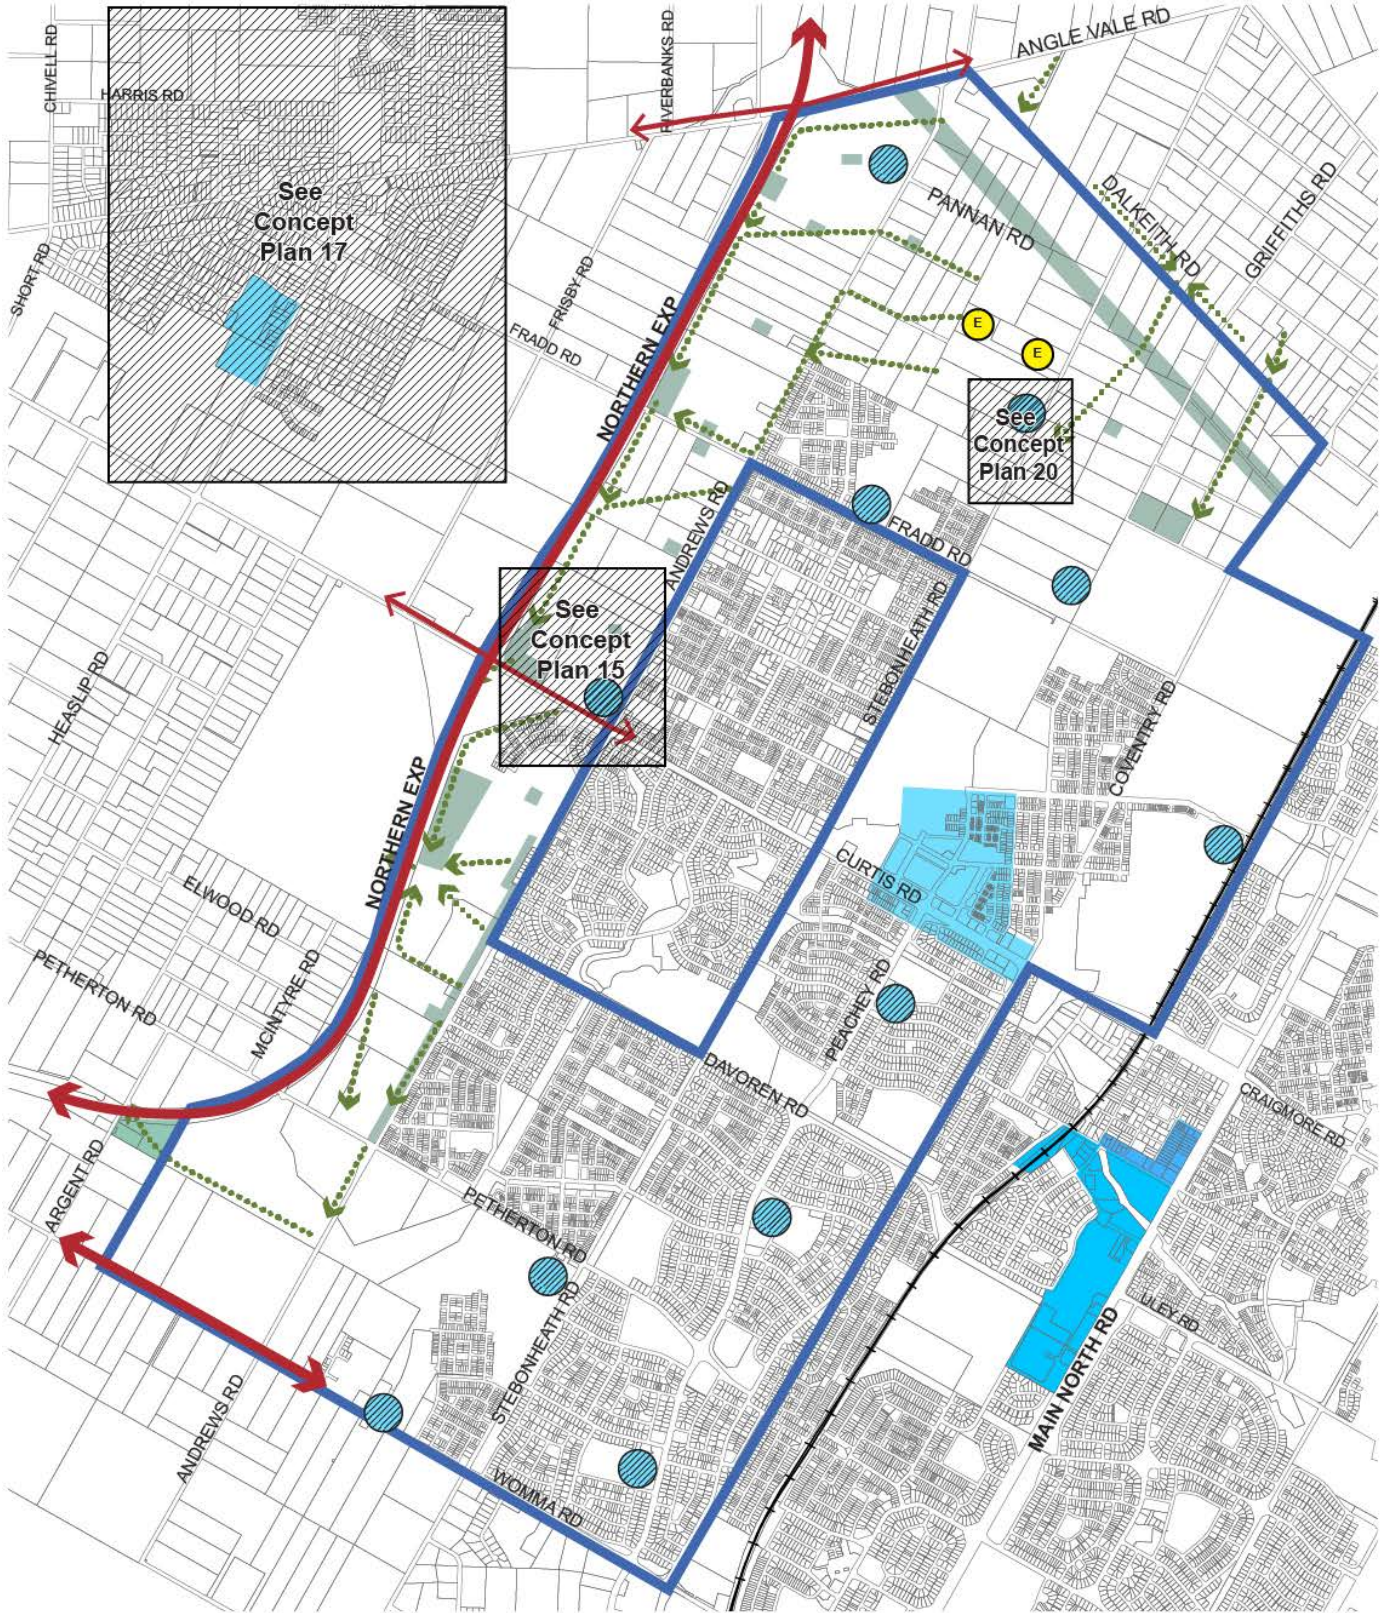 CHIVELL RD
HARRIS RD
RIVERBANKS RD
ANGLE VALE RD
See
Concept
Plan 17
SHORT RD
FRISBY RD
FRADD RD
NORTHERN EXP
PANNAN RD
DALKEITH RD
GRIFFITHS RD
E
E
See
Concept
Plan 20
ANDREWS RD
FRADD RD
STEBONHEATH RD
See
Concept
Plan 15
HEASLIP RD
COVENTRY RD
NORTHERN EXP
CURTIS RD
ELWOOD RD
PETHERTON RD
MCINTYRE RD
PEACHEY RD
DAVOREN RD
CRAIGMORE RD
ARGENT RD
PETHERTON RD
STEBONHEATH RD
ULEY RD
MAIN NORTH RD
ANDREWS RD
WOMMA RD